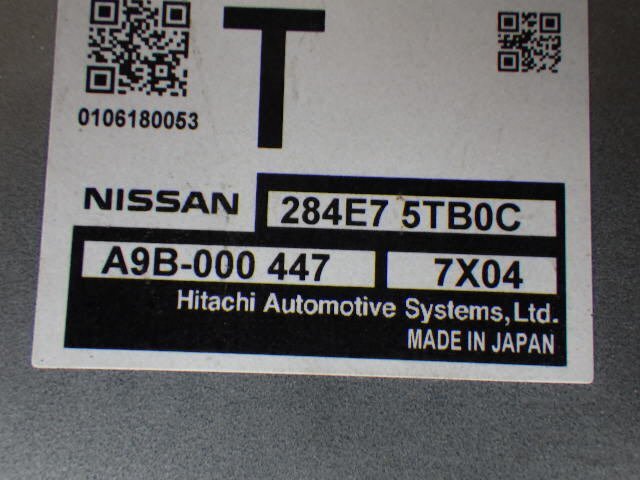 T
0106180053
NISSAN 284E7 5TB0C
A9B-000 447 7X04
Hitachi Automotive Systems,Ltd.
MADE IN JAPAN